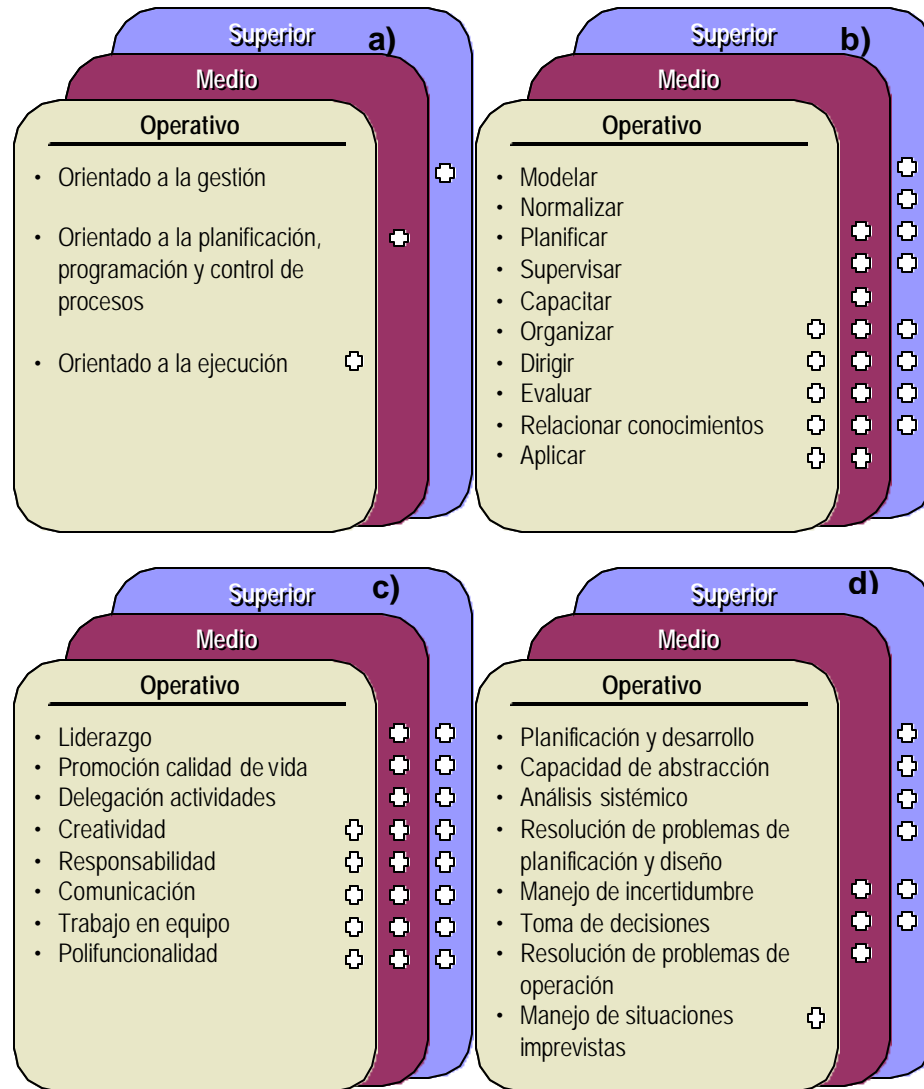 Superior a)
Medio
Operativo
• Orientado a la gestión
• Orientado a la planificación,
programación y control de
procesos
• Orientado a la ejecución
Superior b)
Medio
Operativo
• Modelar
• Normalizar
• Planificar
• Supervisar
• Capacitar
• Organizar
• Dirigir
• Evaluar
• Relacionar conocimientos
• Aplicar
Superior c)
Medio
Operativo
• Liderazgo
• Promoción calidad de vida
• Delegación actividades
• Creatividad
• Responsabilidad
• Comunicación
• Trabajo en equipo
• Polifuncionalidad
Superior d)
Medio
Operativo
• Planificación y desarrollo
• Capacidad de abstracción
• Análisis sistémico
• Resolución de problemas de
planificación y diseño
• Manejo de incertidumbre
• Toma de decisiones
• Resolución de problemas de
operación
• Manejo de situaciones
imprevistas